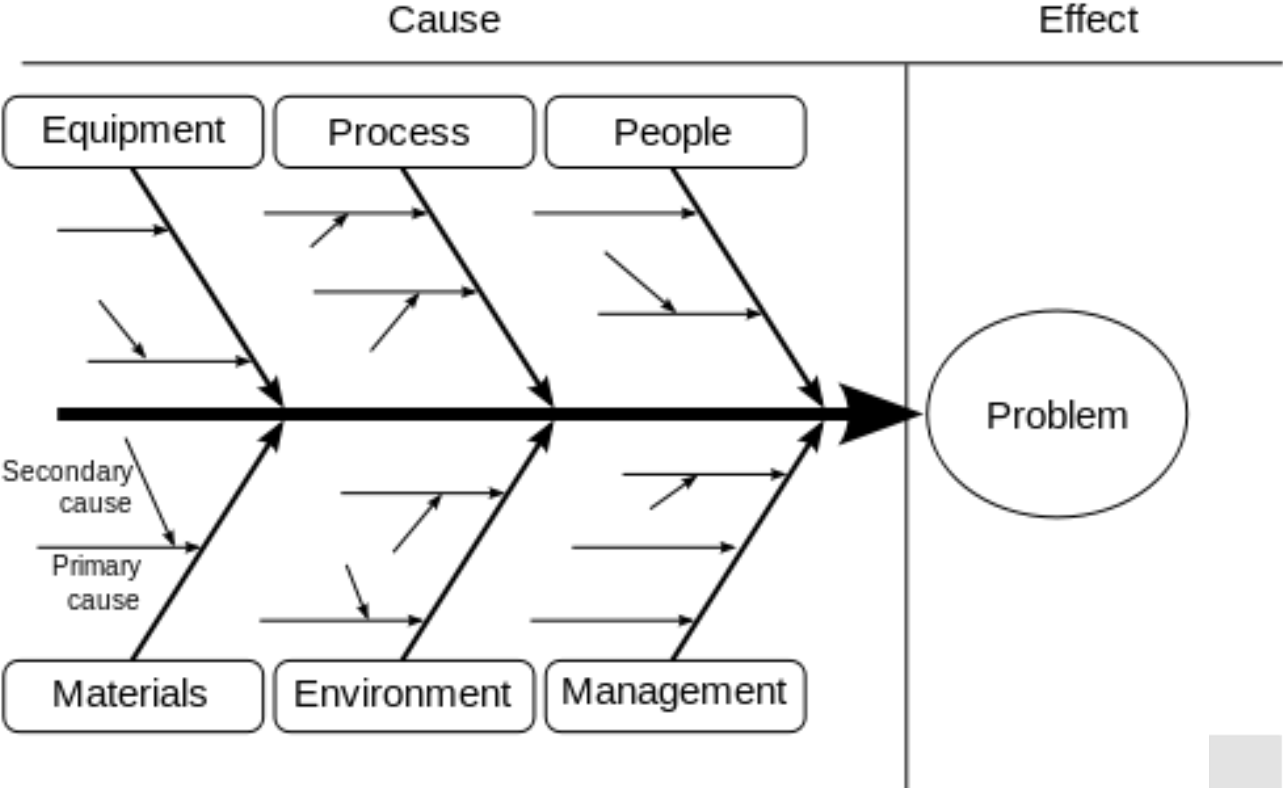 Cause
Effect
Equipment
Process
People
Problem
Secondary
cause
Primary
cause
Materials
Environment
Management